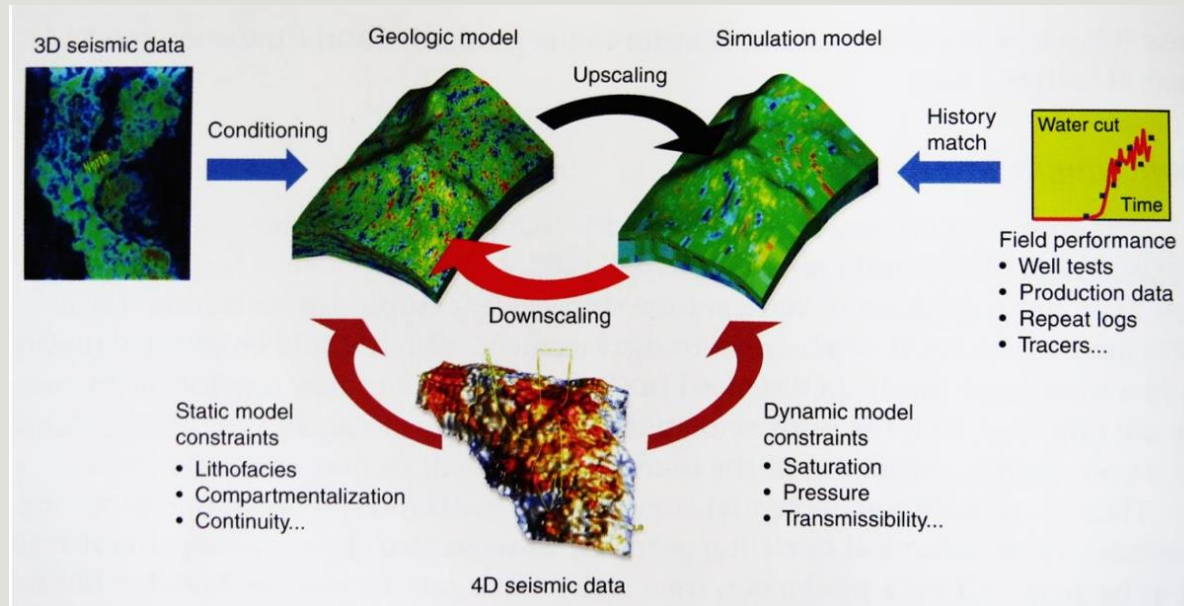 3D seismic data
Geologic model
Simulation model
Upscaling
Conditioning
History
match
Water cut
Time
Field performance
• Well tests
• Production data
• Repeat logs
• Tracers...
Downscaling
Static model
constraints
• Lithofacies
• Compartmentalization
• Continuity...
Dynamic model
constraints
• Saturation
• Pressure
• Transmissibility...
4D seismic data